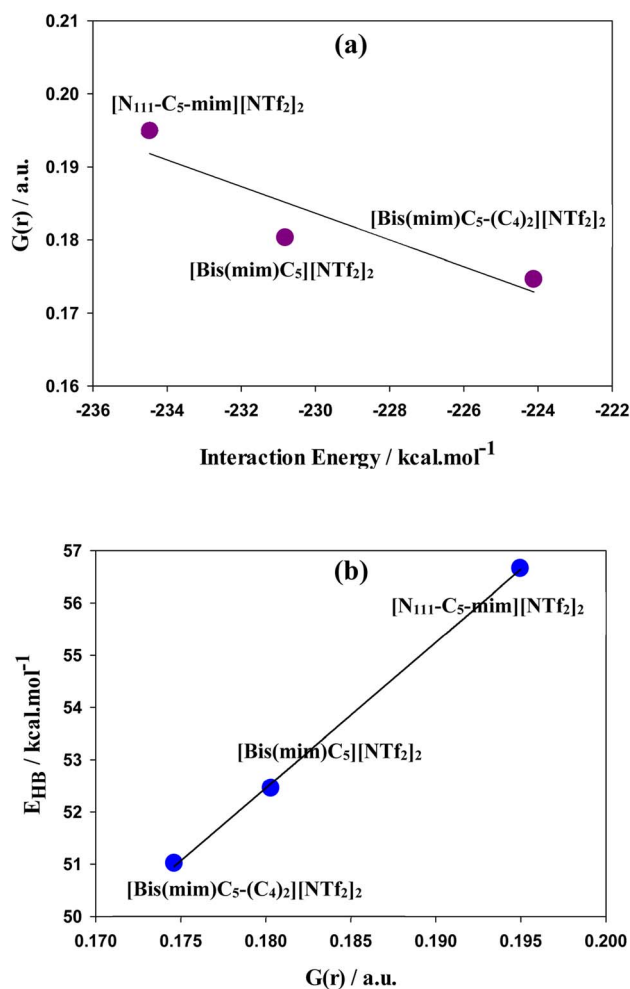 (a)
0.21
0.20
0.19
0.18
0.17
0.16
G(r) / a.u.
[N₁₁₁-C₅-mim][NTf₂]₂
[Bis(mim)C₅-(C₄)₂][NTf₂]₂
[Bis(mim)C₅][NTf₂]₂
-236 -234 -231 -230 -228 -225 -224 -222
Interaction Energy / kcal.mol⁻¹
(b)
57
56
55
54
53
52
51
50
E_HB / kcal.mol⁻¹
[N₁₁₁-C₅-mim][NTf₂]₂
[Bis(mim)C₅][NTf₂]₂
[Bis(mim)C₅-(C₄)₂][NTf₂]₂
0.170 0.175 0.180 0.185 0.190 0.195 0.200
G(r) / a.u.